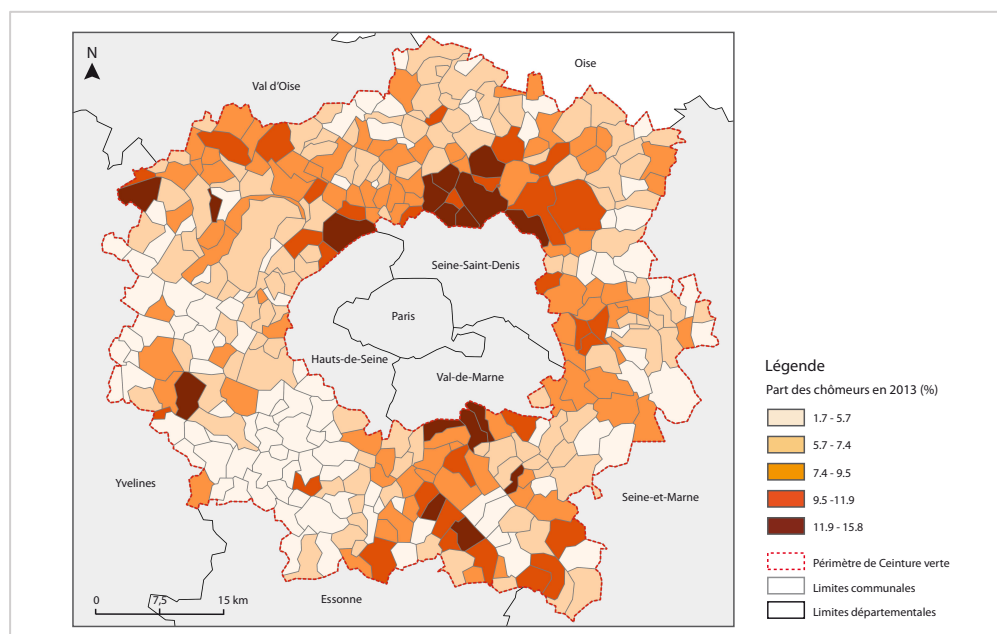 N
Oise
Val d'Oise
Seine-Saint-Denis
Paris
Hauts-de-Seine
Val-de-Marne
Yvelines
Seine-et-Marne
Essonne
0 7,5 15 km
Légende
Part des chômeurs en 2013 (%)
1.7 - 5.7
5.7 - 7.4
7.4 - 9.5
9.5 -11.9
11.9 - 15.8
Périmètre de Ceinture verte
Limites communales
Limites départementales